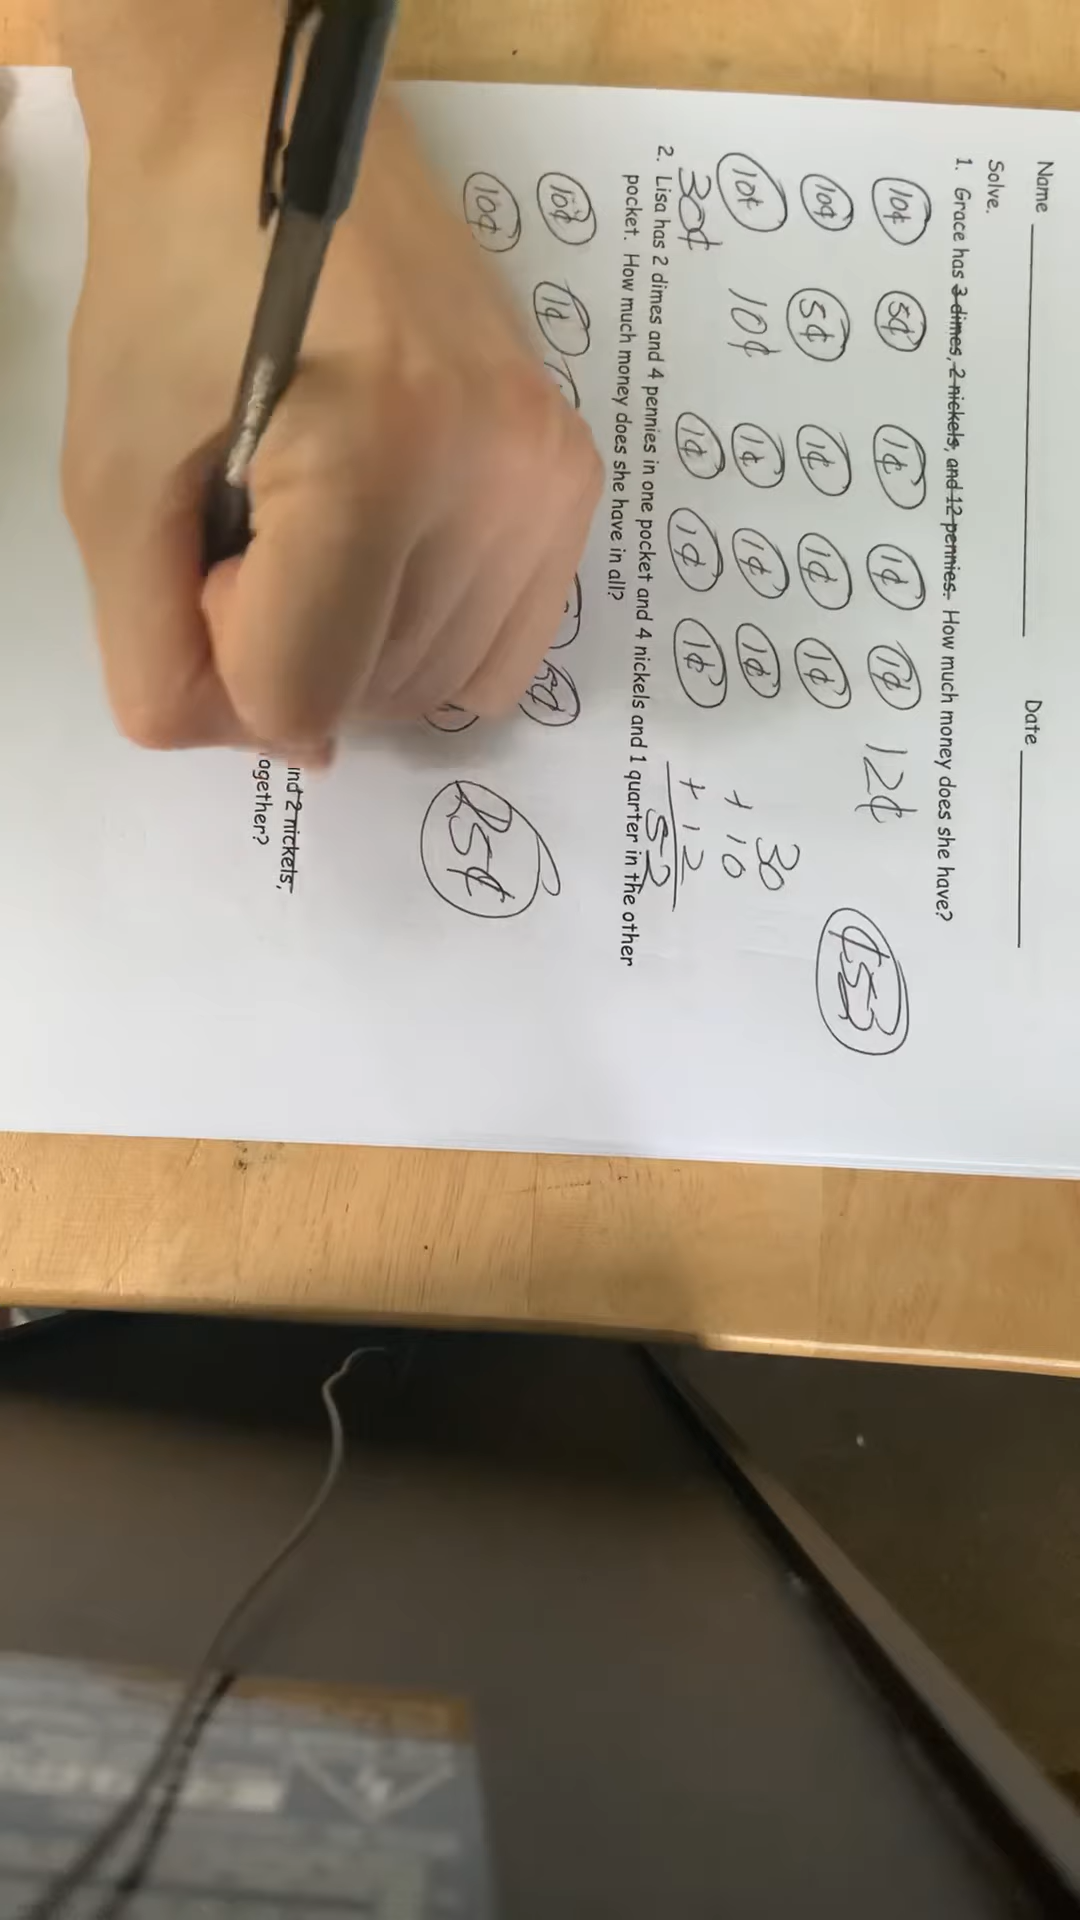 Name Date
Solve.
1. Grace has 3 dimes, 2 nickels, and 12 pennies. How much money does she have?
10¢ 5¢ 1¢ 1¢ 1¢ 12¢
10¢ 5¢ 1¢ 1¢ 1¢ 30
10¢ 10¢ 1¢ 1¢ 1¢ + 10
30¢ 1¢ 1¢ 1¢ + 12
52
2. Lisa has 2 dimes and 4 pennies in one pocket and 4 nickels and 1 quarter in the other
pocket. How much money does she have in all?
10¢ 1¢ 5¢
10¢ 25¢
2 nickels,